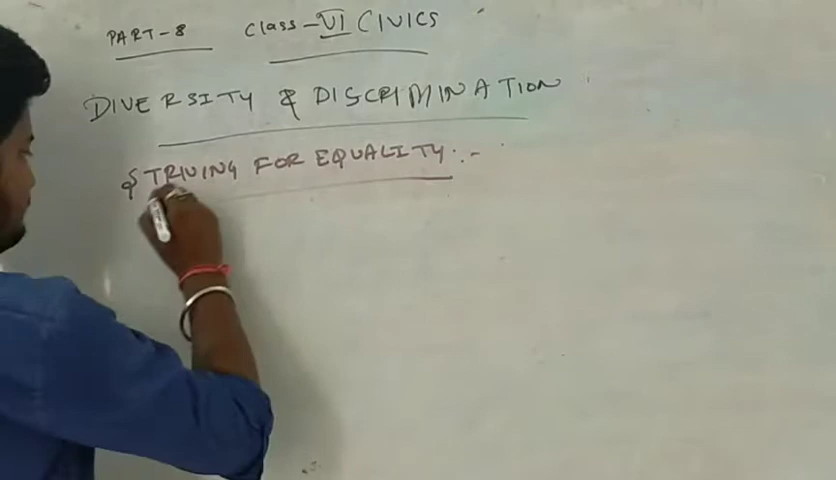 PART-8 Class-VI CIVICS
DIVERSITY & DISCRIMINATION
STRIVING FOR EQUALITY:-